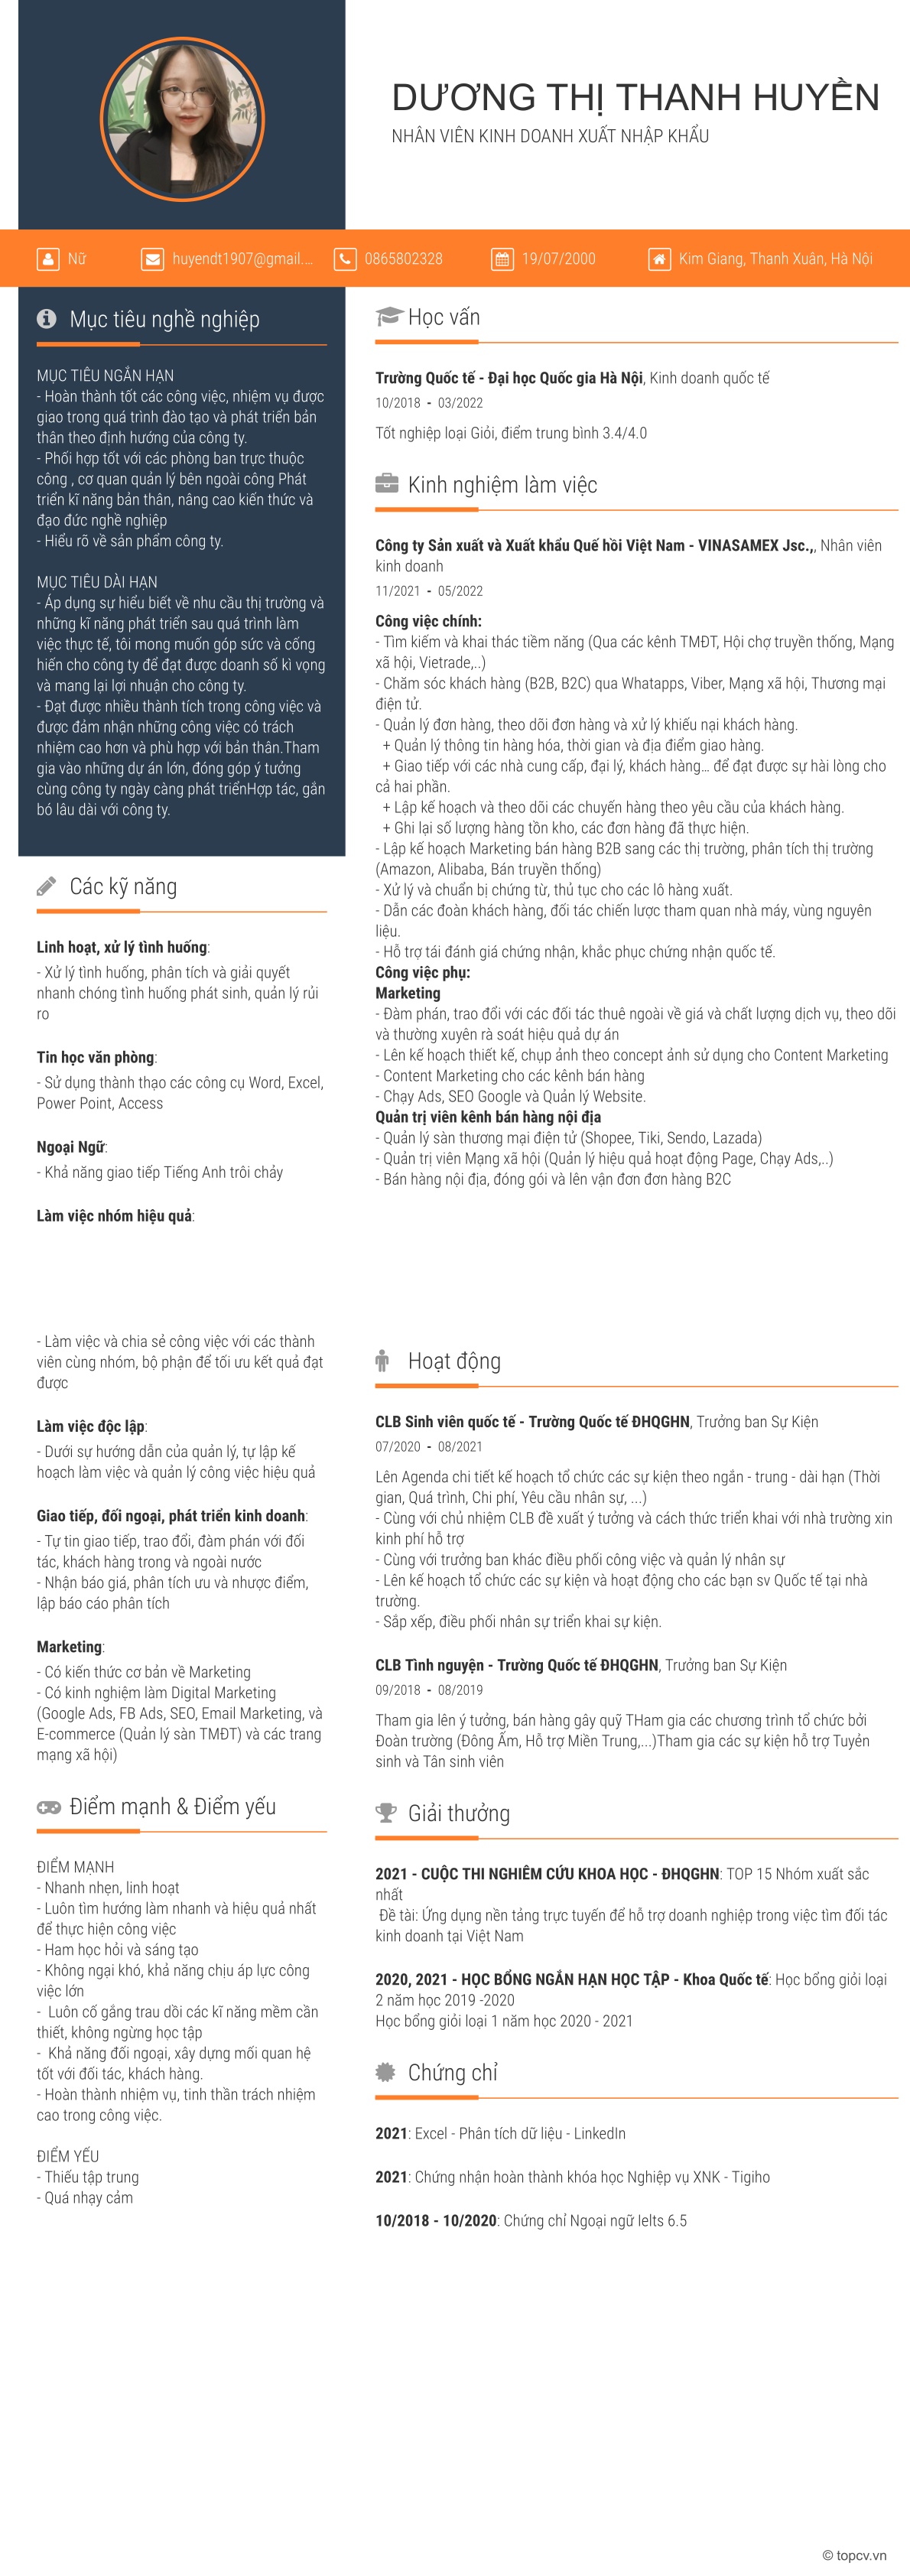 DƯƠNG THỊ THANH HUYỀN
NHÂN VIÊN KINH DOANH XUẤT NHẬP KHẨU
Nữ
huyendt1907@gmail....
0865802328
19/07/2000
Kim Giang, Thanh Xuân, Hà Nội
Mục tiêu nghề nghiệp
MỤC TIÊU NGẮN HẠN
- Hoàn thành tốt các công việc, nhiệm vụ được
giao trong quá trình đào tạo và phát triển bản
thân theo định hướng của công ty.
- Phối hợp tốt với các phòng ban trực thuộc
công , cơ quan quản lý bên ngoài công Phát
triển kĩ năng bản thân, nâng cao kiến thức và
đạo đức nghề nghiệp
- Hiểu rõ về sản phẩm công ty.
MỤC TIÊU DÀI HẠN
- Áp dụng sự hiểu biết về nhu cầu thị trường và
những kĩ năng phát triển sau quá trình làm
việc thực tế, tôi mong muốn góp sức và cống
hiến cho công ty để đạt được doanh số kì vọng
và mang lại lợi nhuận cho công ty.
- Đạt được nhiều thành tích trong công việc và
được đảm nhận những công việc có trách
nhiệm cao hơn và phù hợp với bản thân.Tham
gia vào những dự án lớn, đóng góp ý tưởng
cùng công ty ngày càng phát triểnHợp tác, gắn
bó lâu dài với công ty.
Các kỹ năng
Linh hoạt, xử lý tình huống:
- Xử lý tình huống, phân tích và giải quyết
nhanh chóng tình huống phát sinh, quản lý rủi
ro
Tin học văn phòng:
- Sử dụng thành thạo các công cụ Word, Excel,
Power Point, Access
Ngoại Ngữ:
- Khả năng giao tiếp Tiếng Anh trôi chảy
Làm việc nhóm hiệu quả:
- Làm việc và chia sẻ công việc với các thành
viên cùng nhóm, bộ phận để tối ưu kết quả đạt
được
Làm việc độc lập:
- Dưới sự hướng dẫn của quản lý, tự lập kế
hoạch làm việc và quản lý công việc hiệu quả
Giao tiếp, đối ngoại, phát triển kinh doanh:
- Tự tin giao tiếp, trao đổi, đàm phán với đối
tác, khách hàng trong và ngoài nước
- Nhận báo giá, phân tích ưu và nhược điểm,
lập báo cáo phân tích
Marketing:
- Có kiến thức cơ bản về Marketing
- Có kinh nghiệm làm Digital Marketing
(Google Ads, FB Ads, SEO, Email Marketing, và
E-commerce (Quản lý sàn TMĐT) và các trang
mạng xã hội)
Điểm mạnh & Điểm yếu
ĐIỂM MẠNH
- Nhanh nhẹn, linh hoạt
- Luôn tìm hướng làm nhanh và hiệu quả nhất
để thực hiện công việc
- Ham học hỏi và sáng tạo
- Không ngại khó, khả năng chịu áp lực công
việc lớn
- Luôn cố gắng trau dồi các kĩ năng mềm cần
thiết, không ngừng học tập
- Khả năng đối ngoại, xây dựng mối quan hệ
tốt với đối tác, khách hàng.
- Hoàn thành nhiệm vụ, tinh thần trách nhiệm
cao trong công việc.
ĐIỂM YẾU
- Thiếu tập trung
- Quá nhạy cảm
Học vấn
Trường Quốc tế - Đại học Quốc gia Hà Nội, Kinh doanh quốc tế
10/2018 - 03/2022
Tốt nghiệp loại Giỏi, điểm trung bình 3.4/4.0
Kinh nghiệm làm việc
Công ty Sản xuất và Xuất khẩu Quế hồi Việt Nam - VINASAMEX Jsc.,, Nhân viên
kinh doanh
11/2021 - 05/2022
Công việc chính:
- Tìm kiếm và khai thác tiềm năng (Qua các kênh TMĐT, Hội chợ truyền thống, Mạng
xã hội, Vietrade,..)
- Chăm sóc khách hàng (B2B, B2C) qua Whatapps, Viber, Mạng xã hội, Thương mại
điện tử.
- Quản lý đơn hàng, theo dõi đơn hàng và xử lý khiếu nại khách hàng.
+ Quản lý thông tin hàng hóa, thời gian và địa điểm giao hàng.
+ Giao tiếp với các nhà cung cấp, đại lý, khách hàng... để đạt được sự hài lòng cho
cả hai phần.
+ Lập kế hoạch và theo dõi các chuyến hàng theo yêu cầu của khách hàng.
+ Ghi lại số lượng hàng tồn kho, các đơn hàng đã thực hiện.
- Lập kế hoạch Marketing bán hàng B2B sang các thị trường, phân tích thị trường
(Amazon, Alibaba, Bán truyền thống)
- Xử lý và chuẩn bị chứng từ, thủ tục cho các lô hàng xuất.
- Dẫn các đoàn khách hàng, đối tác chiến lược tham quan nhà máy, vùng nguyên
liệu.
- Hỗ trợ tái đánh giá chứng nhận, khắc phục chứng nhận quốc tế.
Công việc phụ:
Marketing
- Đàm phán, trao đổi với các đối tác thuê ngoài về giá và chất lượng dịch vụ, theo dõi
và thường xuyên rà soát hiệu quả dự án
- Lên kế hoạch thiết kế, chụp ảnh theo concept ảnh sử dụng cho Content Marketing
- Content Marketing cho các kênh bán hàng
- Chạy Ads, SEO Google và Quản lý Website.
Quản trị viên kênh bán hàng nội địa
- Quản lý sàn thương mại điện tử (Shopee, Tiki, Sendo, Lazada)
- Quản trị viên Mạng xã hội (Quản lý hiệu quả hoạt động Page, Chạy Ads,..)
- Bán hàng nội địa, đóng gói và lên vận đơn đơn hàng B2C
Hoạt động
CLB Sinh viên quốc tế - Trường Quốc tế ĐHQGHN, Trưởng ban Sự Kiện
07/2020 - 08/2021
Lên Agenda chi tiết kế hoạch tổ chức các sự kiện theo ngắn - trung - dài hạn (Thời
gian, Quá trình, Chi phí, Yêu cầu nhân sự, ...)
- Cùng với chủ nhiệm CLB đề xuất ý tưởng và cách thức triển khai với nhà trường xin
kinh phí hỗ trợ
- Cùng với trưởng ban khác điều phối công việc và quản lý nhân sự
- Lên kế hoạch tổ chức các sự kiện và hoạt động cho các bạn sv Quốc tế tại nhà
trường.
- Sắp xếp, điều phối nhân sự triển khai sự kiện.
CLB Tình nguyện - Trường Quốc tế ĐHQGHN, Trưởng ban Sự Kiện
09/2018 - 08/2019
Tham gia lên ý tưởng, bán hàng gây quỹ THam gia các chương trình tổ chức bởi
Đoàn trường (Đông Ấm, Hỗ trợ Miền Trung,...)Tham gia các sự kiện hỗ trợ Tuyển
sinh và Tân sinh viên
Giải thưởng
2021 - CUỘC THI NGHIÊM CỨU KHOA HỌC - ĐHQGHN: TOP 15 Nhóm xuất sắc
nhất
Đề tài: Ứng dụng nền tảng trực tuyến để hỗ trợ doanh nghiệp trong việc tìm đối tác
kinh doanh tại Việt Nam
2020, 2021 - HỌC BỔNG NGẮN HẠN HỌC TẬP - Khoa Quốc tế: Học bổng giỏi loại
2 năm học 2019 -2020
Học bổng giỏi loại 1 năm học 2020 - 2021
Chứng chỉ
2021: Excel - Phân tích dữ liệu - LinkedIn
2021: Chứng nhận hoàn thành khóa học Nghiệp vụ XNK - Tigiho
10/2018 - 10/2020: Chứng chỉ Ngoại ngữ Ielts 6.5
© topcv.vn